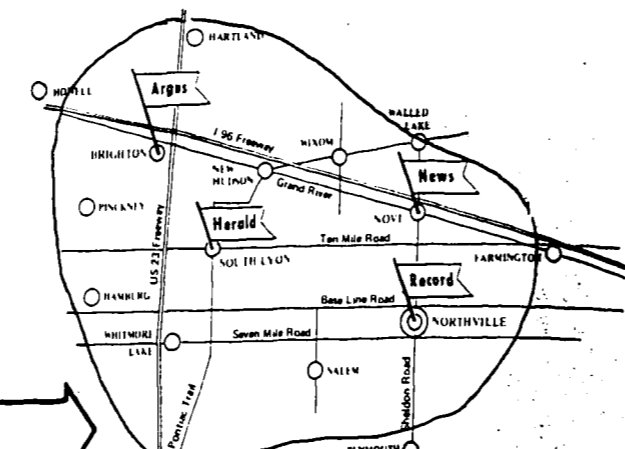 HARTLAND
HOWELL
Argus
WALLED
LAKE
I-96 Freeway
WIXOM
BRIGHTON
NEW
HUDSON
News
Grand River
PINCKNEY
Herald
NOVI
Ten Mile Road
SOUTH LYON
FARMINGTON
US 23 Freeway
Record
HAMBURG
Base Line Road
NORTHVILLE
WHITMORE
LAKE
Seven Mile Road
SALEM
Sheldon Road
Pontiac Trail
PLYMOUTH